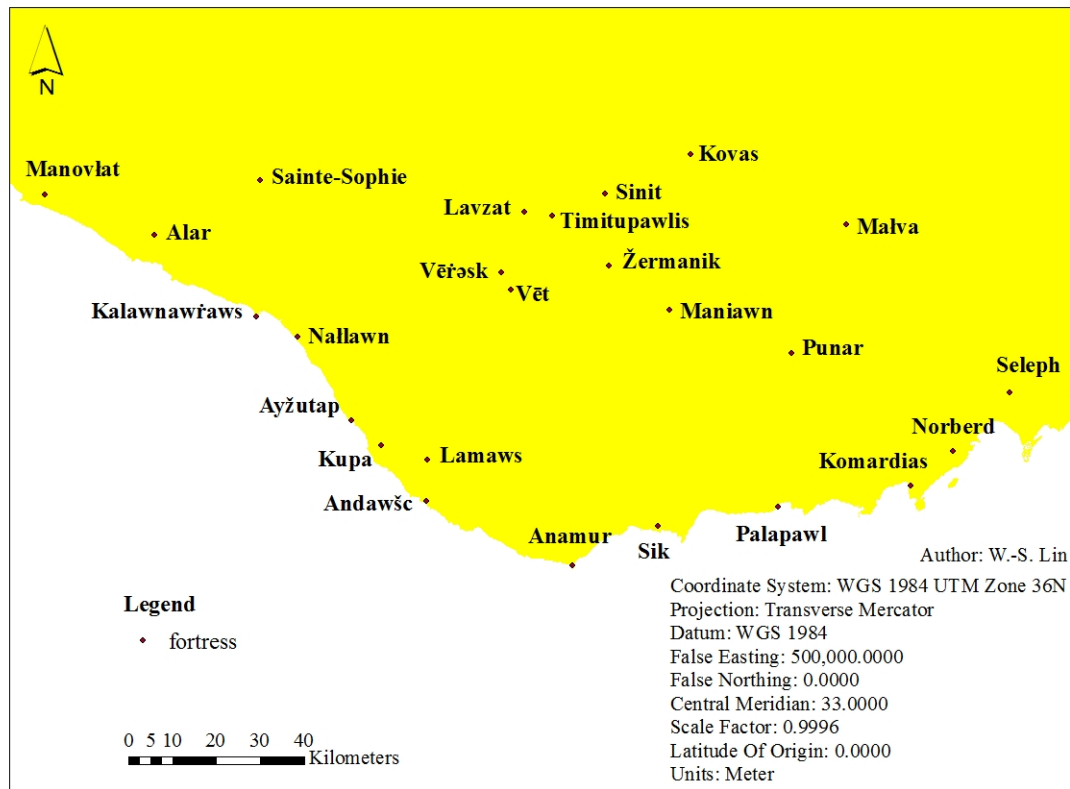 N
Kovas
Manovłat
Sainte-Sophie
Sinit
Lavzat
Timitupawlis
Małva
Alar
Žermanik
Vēṙəsk
Vēt
Kalawnawṙaws
Maniawn
Nałlawn
Punar
Seleph
Ayžutap
Norberd
Kupa
Lamaws
Komardias
Andawšc
Anamur
Sik
Palapawł
Author: W.-S. Lin
Coordinate System: WGS 1984 UTM Zone 36N
Projection: Transverse Mercator
Datum: WGS 1984
False Easting: 500,000.0000
False Northing: 0.0000
Central Meridian: 33.0000
Scale Factor: 0.9996
Latitude Of Origin: 0.0000
Units: Meter
Legend
fortress
0 5 10 20 30 40
Kilometers